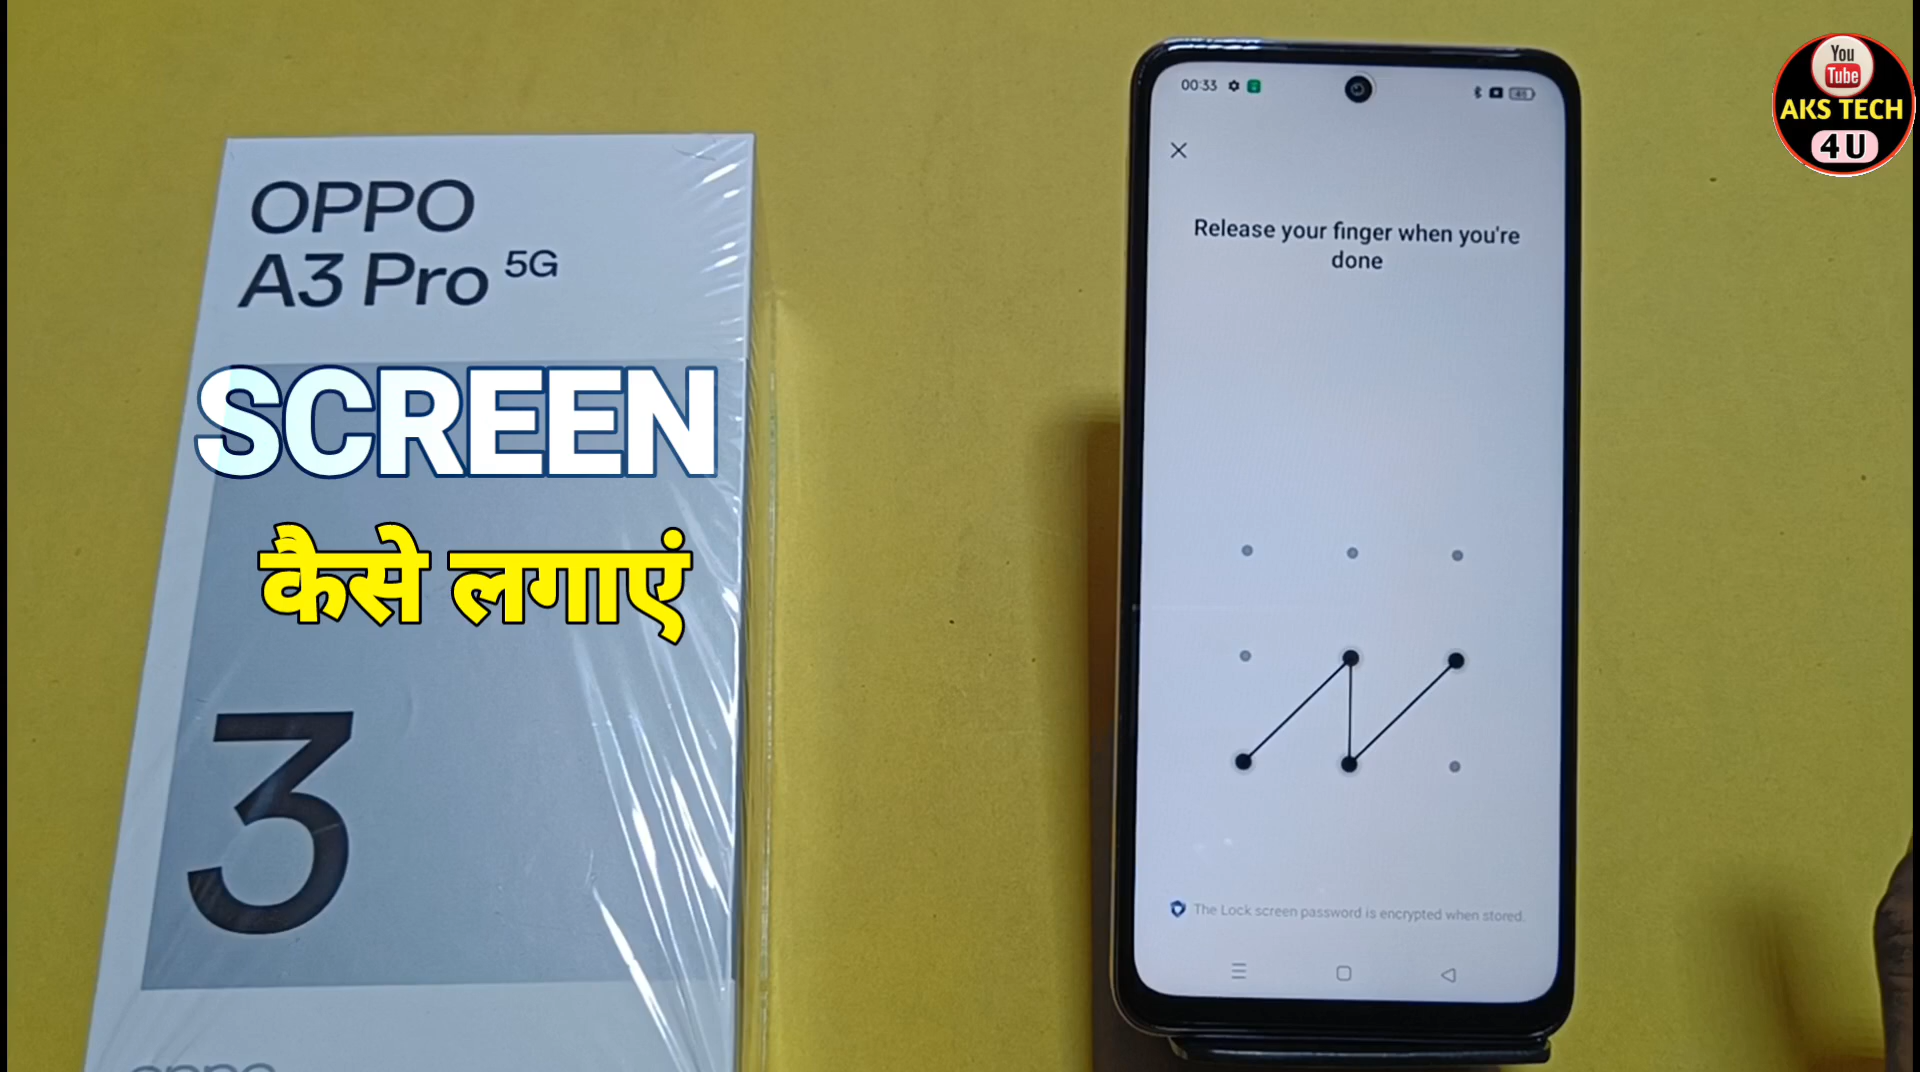 OPPO
A3 Pro 5G
SCREEN
कैसे लगाएं
3
oppo
00:33
Release your finger when you're
done
The Lock screen password is encrypted when stored.
You
Tube
AKS TECH
4U